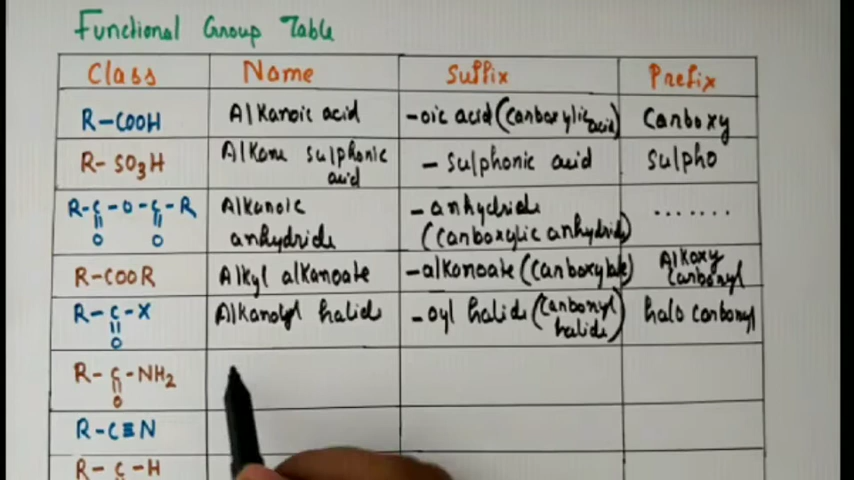 Functional Group Table
Class Name Suffix Prefix
R-COOH Alkanoic acid -oic acid (carboxylic acid) Carboxy
R-SO3H Alkane sulphonic acid - sulphonic acid sulpho
R-C-O-C-R Alkanoic anhydride -anhydride (carboxylic anhydride) .......
O O
R-COOR Alkyl alkanoate -alkanoate (carboxylate) Alkoxy carbonyl
R-C-X Alkanolyl halide -oyl halide (carbonyl halide) halo carbonyl
O
R-C-NH2
O
R-C≡N
R-C-H